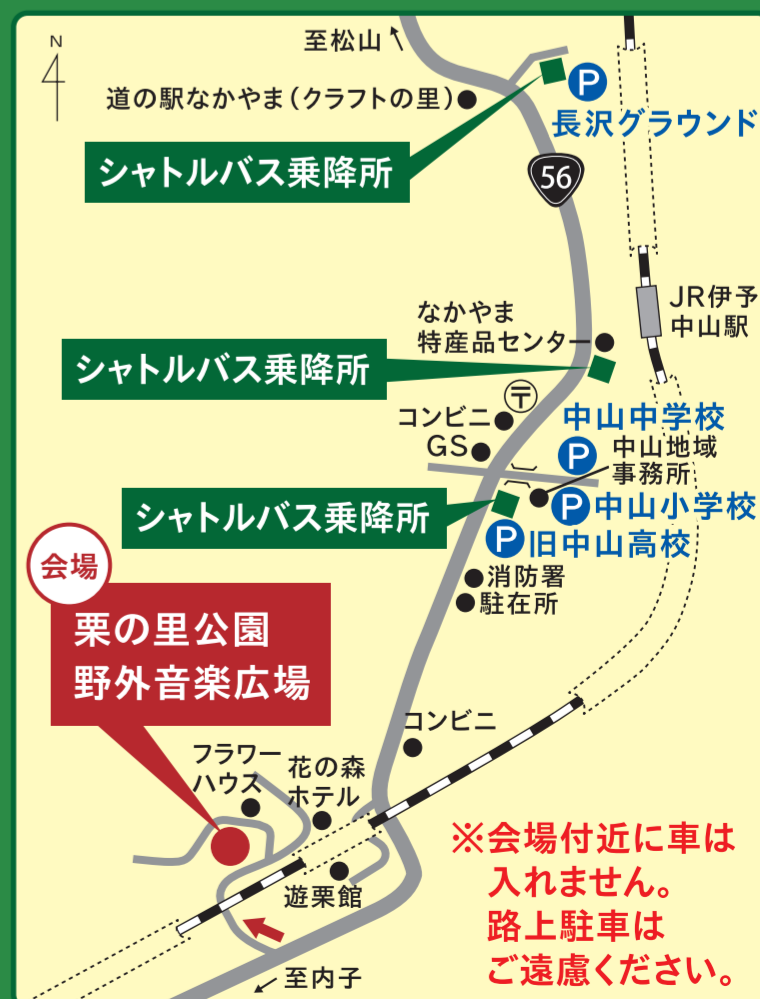 N
至松山
道の駅なかやま(クラフトの里)
P
長沢グラウンド
シャトルバス乗降所
56
JR伊予
中山駅
なかやま
特産品センター
シャトルバス乗降所
〒
コンビニ
GS
中山中学校
P
中山地域
事務所
シャトルバス乗降所
P中山小学校
P旧中山高校
会場
栗の里公園
野外音楽広場
消防署
駐在所
コンビニ
フラワー
ハウス
花の森
ホテル
遊栗館
※会場付近に車は
入れません。
路上駐車は
ご遠慮ください。
至内子